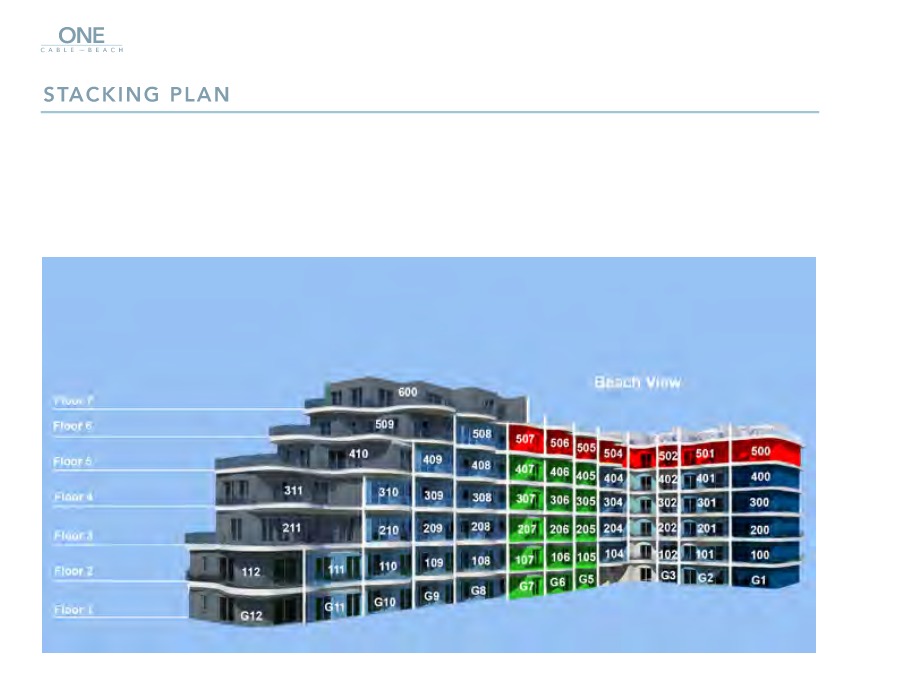 ONE
CABLE—BEACH
STACKING PLAN
Beach View
Floor 7
600
Floor 6
509 508 507 506 505 504 502 501 500
Floor 5
410 409 408 407 406 405 404 402 401 400
Floor 4
311 310 309 308 307 306 305 304 302 301 300
Floor 3
211 210 209 208 207 206 205 204 202 201 200
Floor 2
112 111 110 109 108 107 106 105 104 102 101 100
Floor 1
G12 G11 G10 G9 G8 G7 G6 G5 G3 G2 G1